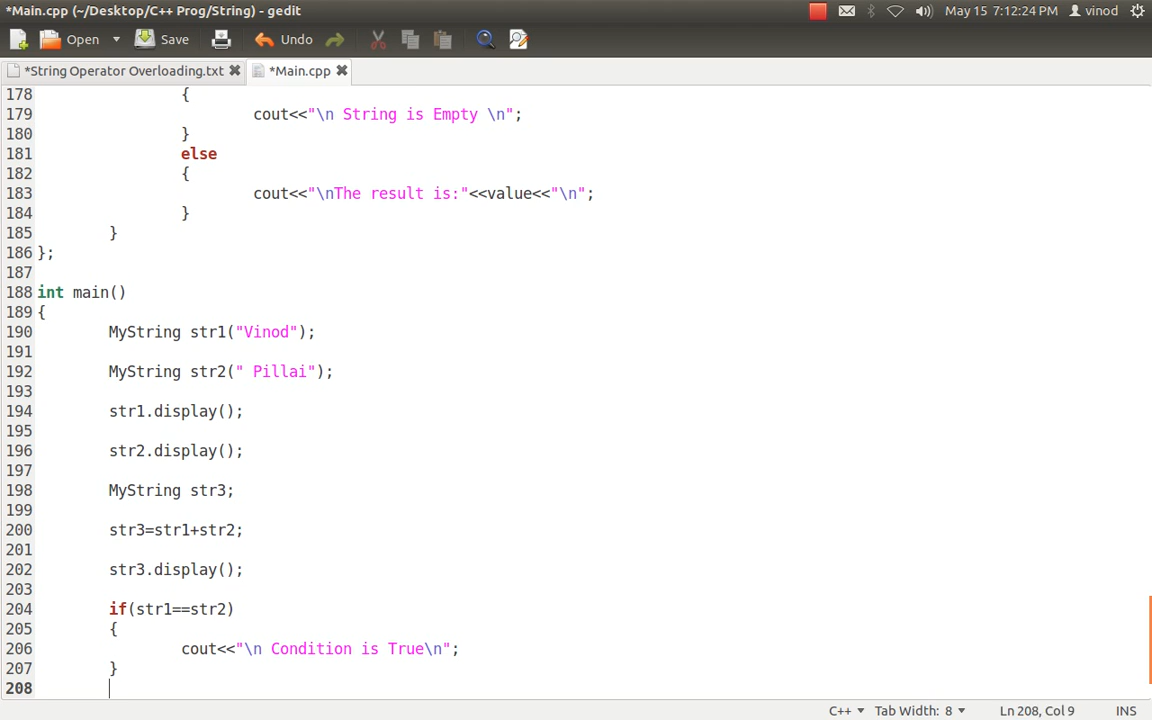 *Main.cpp (~/Desktop/C++ Prog/String) - gedit May 15 7:12:24 PM vinod
Open Save Undo
*String Operator Overloading.txt *Main.cpp
178 {
179 cout<<"\n String is Empty \n";
180 }
181 else
182 {
183 cout<<"\nThe result is:"<<value<<"\n";
184 }
185 }
186 };
187
188 int main()
189 {
190 MyString str1("Vinod");
191
192 MyString str2(" Pillai");
193
194 str1.display();
195
196 str2.display();
197
198 MyString str3;
199
200 str3=str1+str2;
201
202 str3.display();
203
204 if(str1==str2)
205 {
206 cout<<"\n Condition is True\n";
207 }
208
C++ Tab Width: 8 Ln 208, Col 9 INS